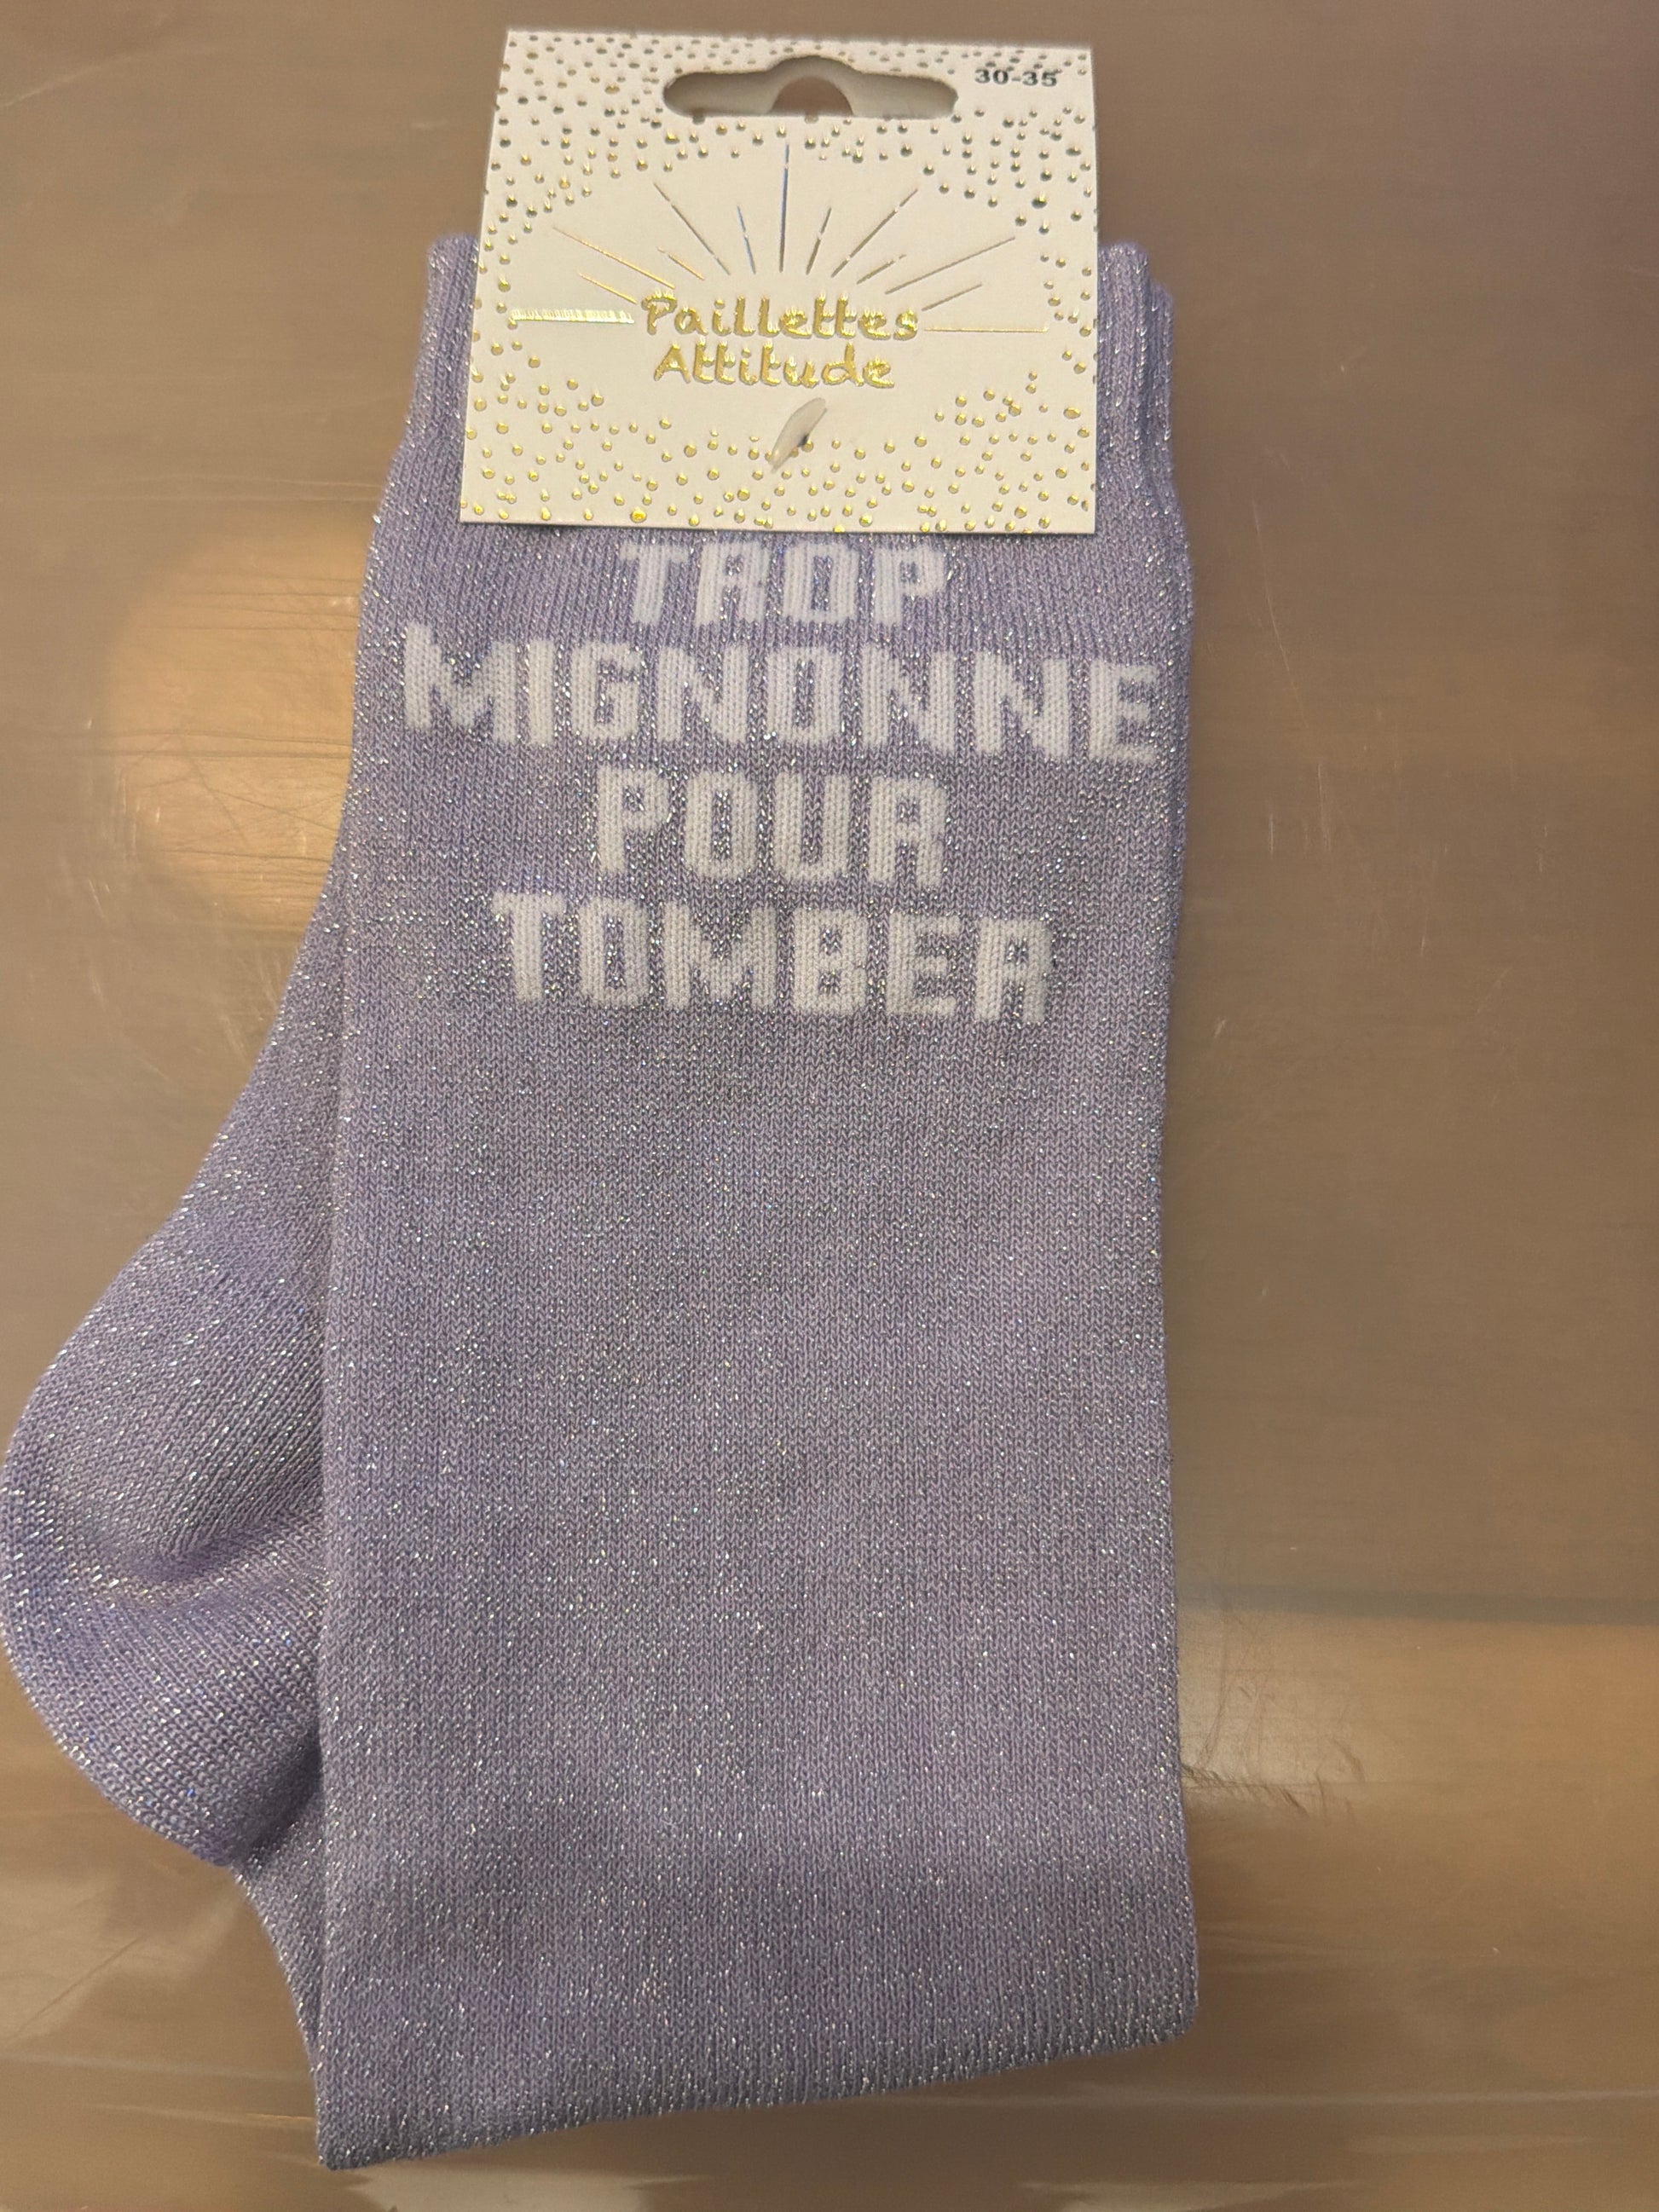 30-35
Paillettes
Attitude
TROP
MIGNONNE
POUR
TOMBER